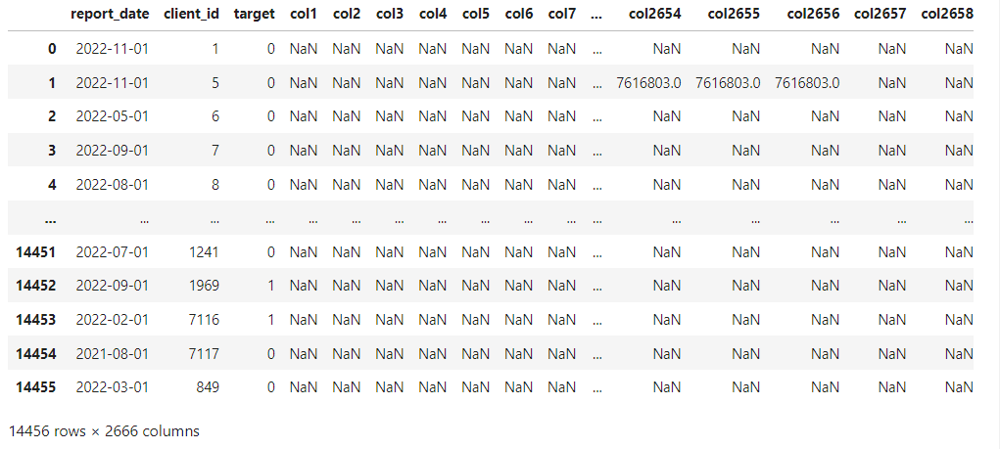 report_date client_id target col1 col2 col3 col4 col5 col6 col7 ... col2654 col2655 col2656 col2657 col2658
0 2022-11-01 1 0 NaN NaN NaN NaN NaN NaN NaN ... NaN NaN NaN NaN NaN
1 2022-11-01 5 0 NaN NaN NaN NaN NaN NaN NaN ... 7616803.0 7616803.0 7616803.0 NaN NaN
2 2022-05-01 6 0 NaN NaN NaN NaN NaN NaN NaN ... NaN NaN NaN NaN NaN
3 2022-09-01 7 0 NaN NaN NaN NaN NaN NaN NaN ... NaN NaN NaN NaN NaN
4 2022-08-01 8 0 NaN NaN NaN NaN NaN NaN NaN ... NaN NaN NaN NaN NaN
... ... ... ... ... ... ... ... ... ... ... ... ... ... ... ... ...
14451 2022-07-01 1241 0 NaN NaN NaN NaN NaN NaN NaN ... NaN NaN NaN NaN NaN
14452 2022-09-01 1969 1 NaN NaN NaN NaN NaN NaN NaN ... NaN NaN NaN NaN NaN
14453 2022-02-01 7116 1 NaN NaN NaN NaN NaN NaN NaN ... NaN NaN NaN NaN NaN
14454 2021-08-01 7117 0 NaN NaN NaN NaN NaN NaN NaN ... NaN NaN NaN NaN NaN
14455 2022-03-01 849 0 NaN NaN NaN NaN NaN NaN NaN ... NaN NaN NaN NaN NaN
14456 rows × 2666 columns